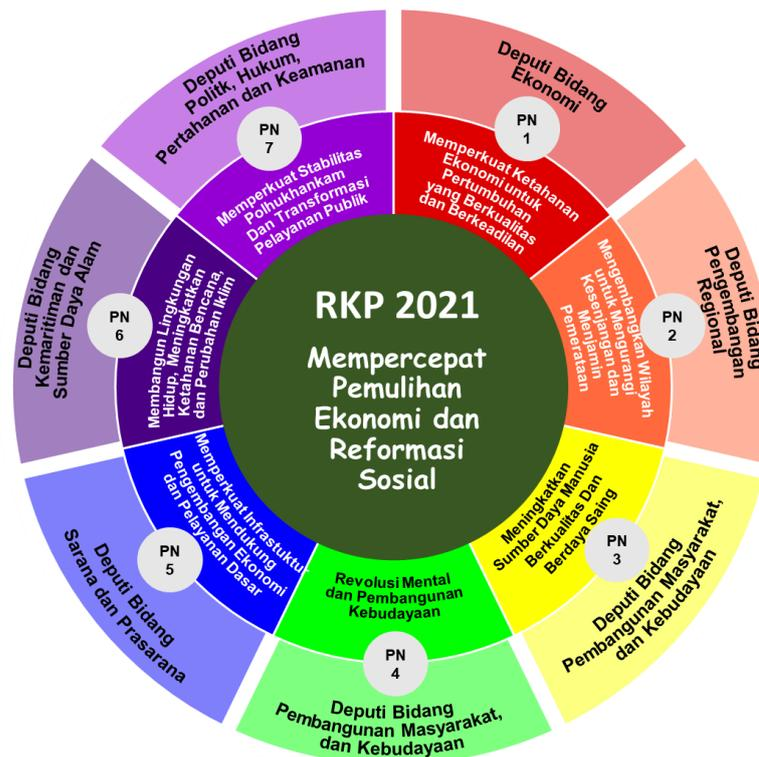 RKP 2021
Mempercepat
Pemulihan
Ekonomi dan
Reformasi
Sosial
Deputi Bidang
Ekonomi
PN
1
Memperkuat Ketahanan
Ekonomi untuk
Pertumbuhan
yang Berkualitas
dan Berkeadilan
Deputi Bidang
Pengembangan
Regional
PN
2
Mengembangkan Wilayah
untuk Mengurangi
Kesenjangan dan
Menjamin
Pemerataan
Deputi Bidang
Pembangunan Masyarakat,
dan Kebudayaan
PN
3
Meningkatkan
Sumber Daya Manusia
Berkualitas Dan
Berdaya Saing
Revolusi Mental
dan Pembangunan
Kebudayaan
PN
4
Deputi Bidang
Pembangunan Masyarakat,
dan Kebudayaan
Memperkuat Infrastuktur
untuk Mendukung
Pengembangan Ekonomi
dan Pelayanan Dasar
PN
5
Deputi Bidang
Sarana dan Prasarana
Deputi Bidang
Kemaritiman dan
Sumber Daya Alam
PN
6
Membangun Lingkungan
Hidup, Meningkatkan
Ketahanan Bencana,
dan Perubahan Iklim
Deputi Bidang
Politk, Hukum,
Pertahanan dan Keamanan
PN
7
Memperkuat Stabilitas
Polhukhankam
Dan Transformasi
Pelayanan Publik